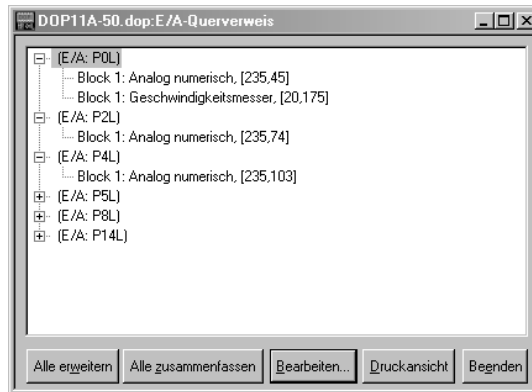 DOP11A-50.dop:E/A-Querverweis
(E/A: P0L)
Block 1: Analog numerisch, [235,45]
Block 1: Geschwindigkeitsmesser, [20,175]
(E/A: P2L)
Block 1: Analog numerisch, [235,74]
(E/A: P4L)
Block 1: Analog numerisch, [235,103]
(E/A: P5L)
(E/A: P8L)
(E/A: P14L)
Alle erweitern Alle zusammenfassen Bearbeiten... Druckansicht Beenden